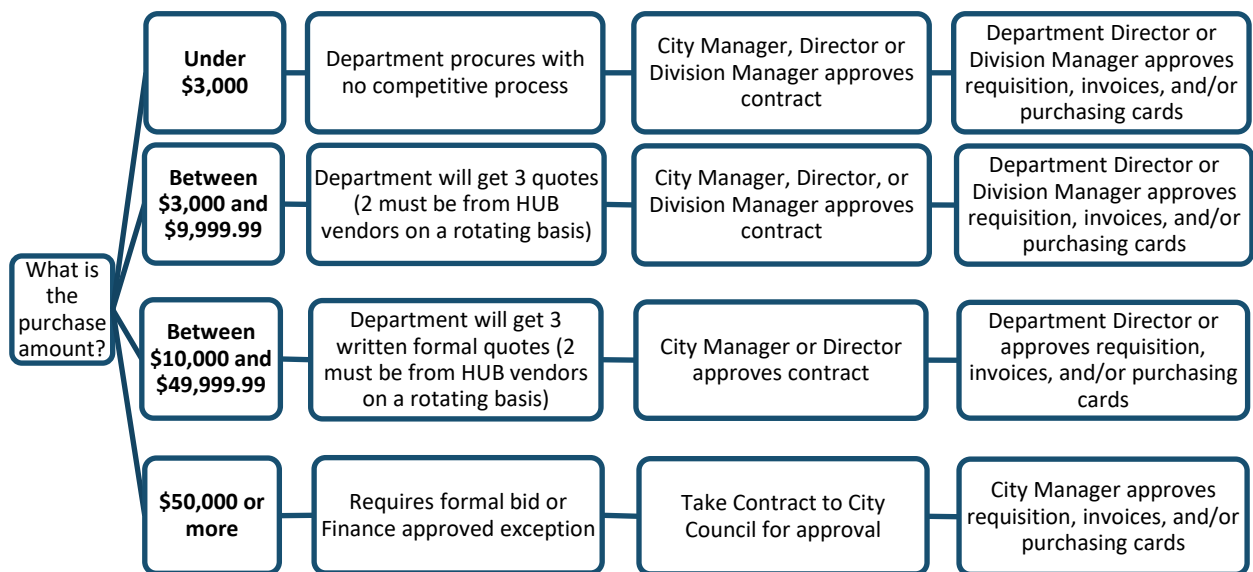 What is
the
purchase
amount?
Under
$3,000
Department procures with
no competitive process
City Manager, Director or
Division Manager approves
contract
Department Director or
Division Manager approves
requisition, invoices, and/or
purchasing cards
Between
$3,000 and
$9,999.99
Department will get 3 quotes
(2 must be from HUB
vendors on a rotating basis)
City Manager, Director, or
Division Manager approves
contract
Department Director or
Division Manager approves
requisition, invoices, and/or
purchasing cards
Between
$10,000 and
$49,999.99
Department will get 3
written formal quotes (2
must be from HUB vendors
on a rotating basis)
City Manager or Director
approves contract
Department Director or
approves requisition,
invoices, and/or purchasing
cards
$50,000 or
more
Requires formal bid or
Finance approved exception
Take Contract to City
Council for approval
City Manager approves
requisition, invoices, and/or
purchasing cards